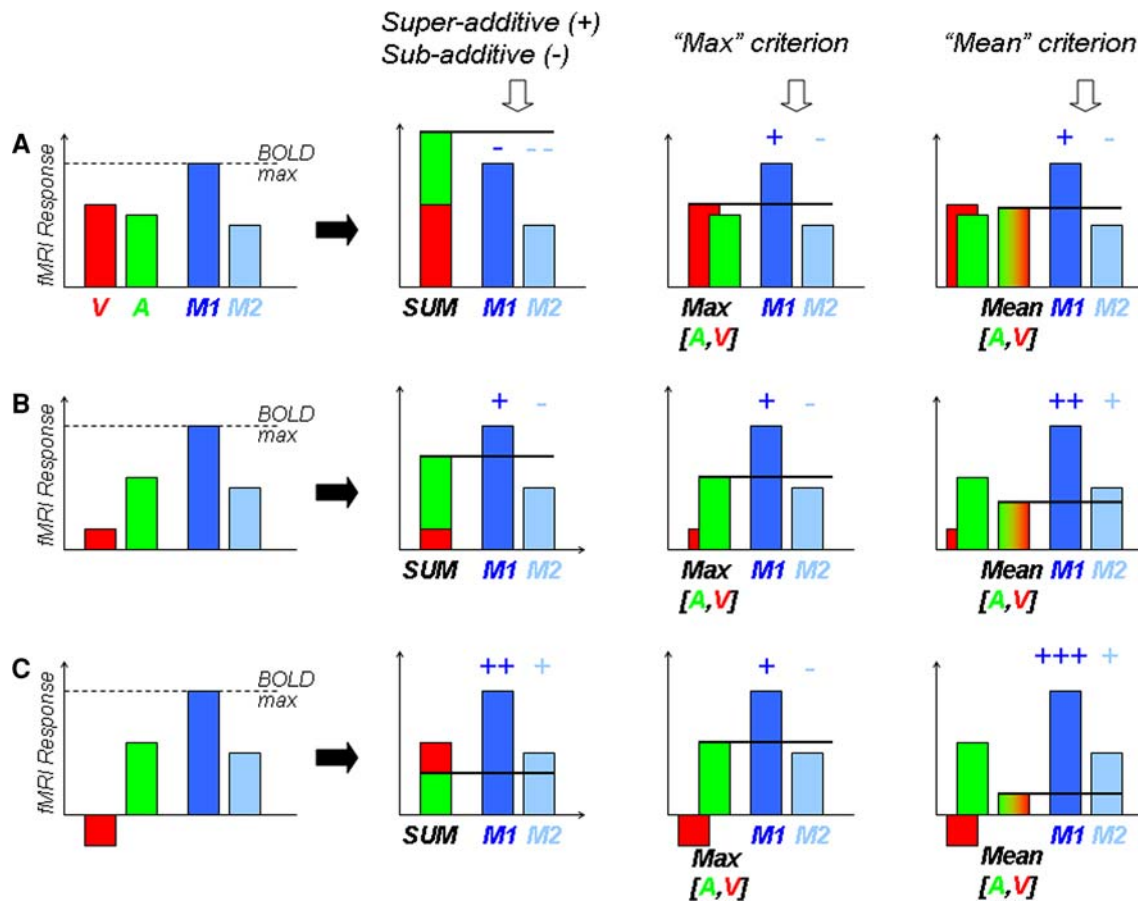 Super-additive (+)
Sub-additive (-)
“Max” criterion
“Mean” criterion
A
fMRI Response
BOLD
max
V A M1 M2
- --
SUM M1 M2
+ -
Max M1 M2
[A,V]
+ -
Mean M1 M2
[A,V]
B
fMRI Response
BOLD
max
+ -
SUM M1 M2
+ -
Max M1 M2
[A,V]
++ +
Mean M1 M2
[A,V]
C
fMRI Response
BOLD
max
++ +
SUM M1 M2
+ -
Max M1 M2
[A,V]
+++ +
Mean M1 M2
[A,V]